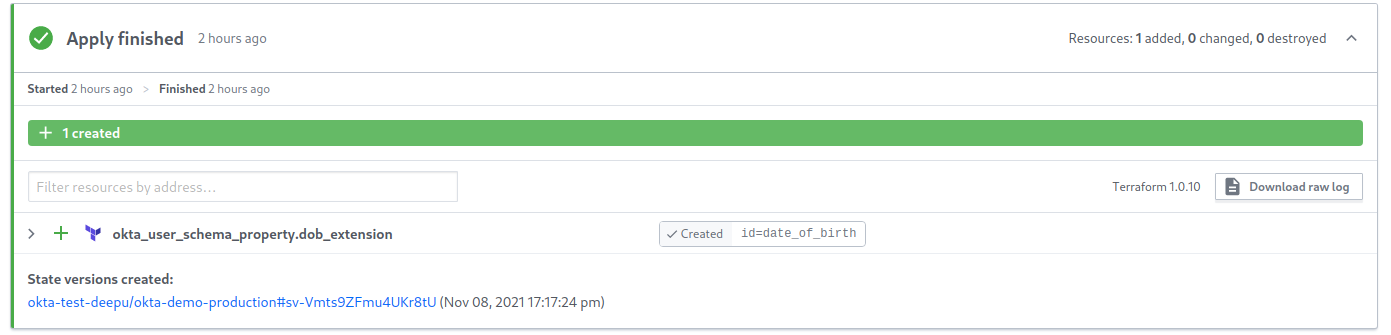 Apply finished 2 hours ago Resources: 1 added, 0 changed, 0 destroyed
Started 2 hours ago > Finished 2 hours ago
+ 1 created
Filter resources by address... Terraform 1.0.10 Download raw log
okta_user_schema_property.dob_extension Created id=date_of_birth
State versions created:
okta-test-deepu/okta-demo-production#sv-Vmts9ZFmu4UKr8tU (Nov 08, 2021 17:17:24 pm)